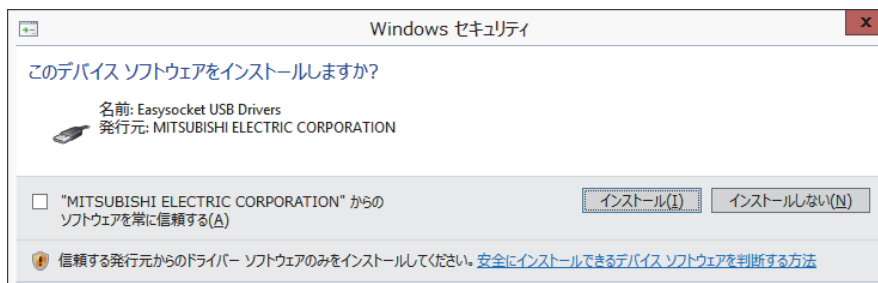 Windows セキュリティ
x
このデバイス ソフトウェアをインストールしますか?
名前: Easysocket USB Drivers
発行元: MITSUBISHI ELECTRIC CORPORATION
"MITSUBISHI ELECTRIC CORPORATION" からの
ソフトウェアを常に信頼する(A)
インストール(I) インストールしない(N)
信頼する発行元からのドライバー ソフトウェアのみをインストールしてください。安全にインストールできるデバイス ソフトウェアを判断する方法